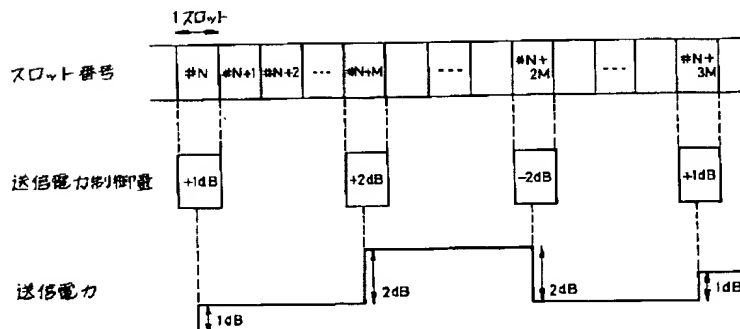 1スロット
スロット番号 #N #N+1 #N+2 --- #N+M --- #N+2M --- #N+3M
送信電力制御量 +1dB +2dB -2dB +1dB
送信電力 1dB 2dB 2dB 1dB